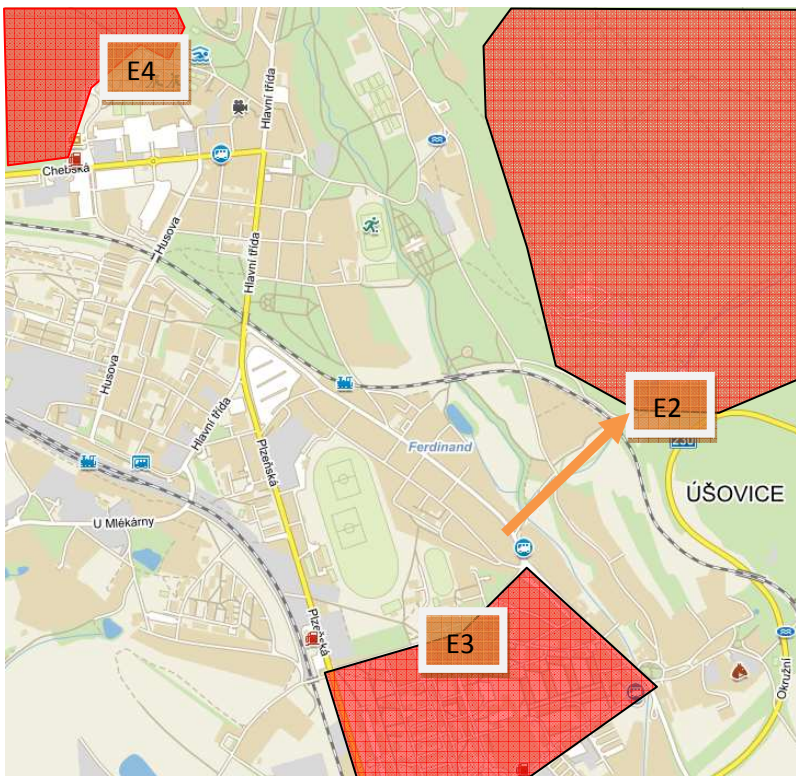 E4
Hlavní třída
Chebská
Husova
Hlavní třída
Husova
E2
230
Hlavní třída
Plzeňská
Ferdinand
ÚŠOVICE
U Mlékárny
Plzeňská
E3
Okružní